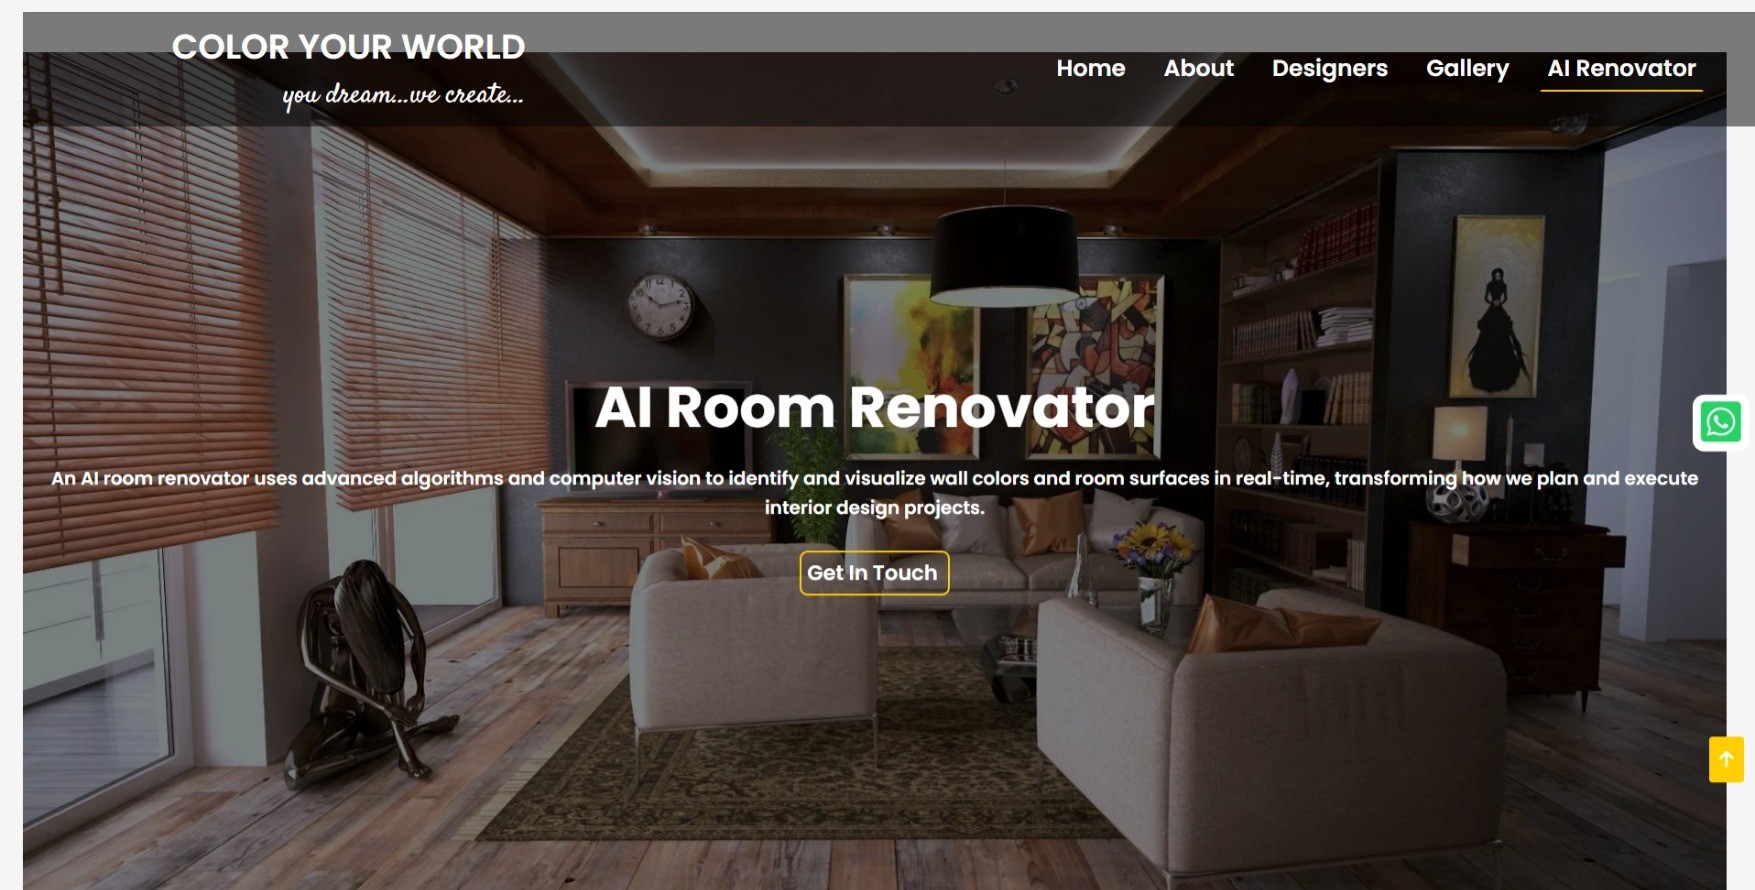 COLOR YOUR WORLD
you dream...we create...
Home About Designers Gallery AI Renovator
AI Room Renovator
An AI room renovator uses advanced algorithms and computer vision to identify and visualize wall colors and room surfaces in real-time, transforming how we plan and execute
interior design projects.
Get In Touch